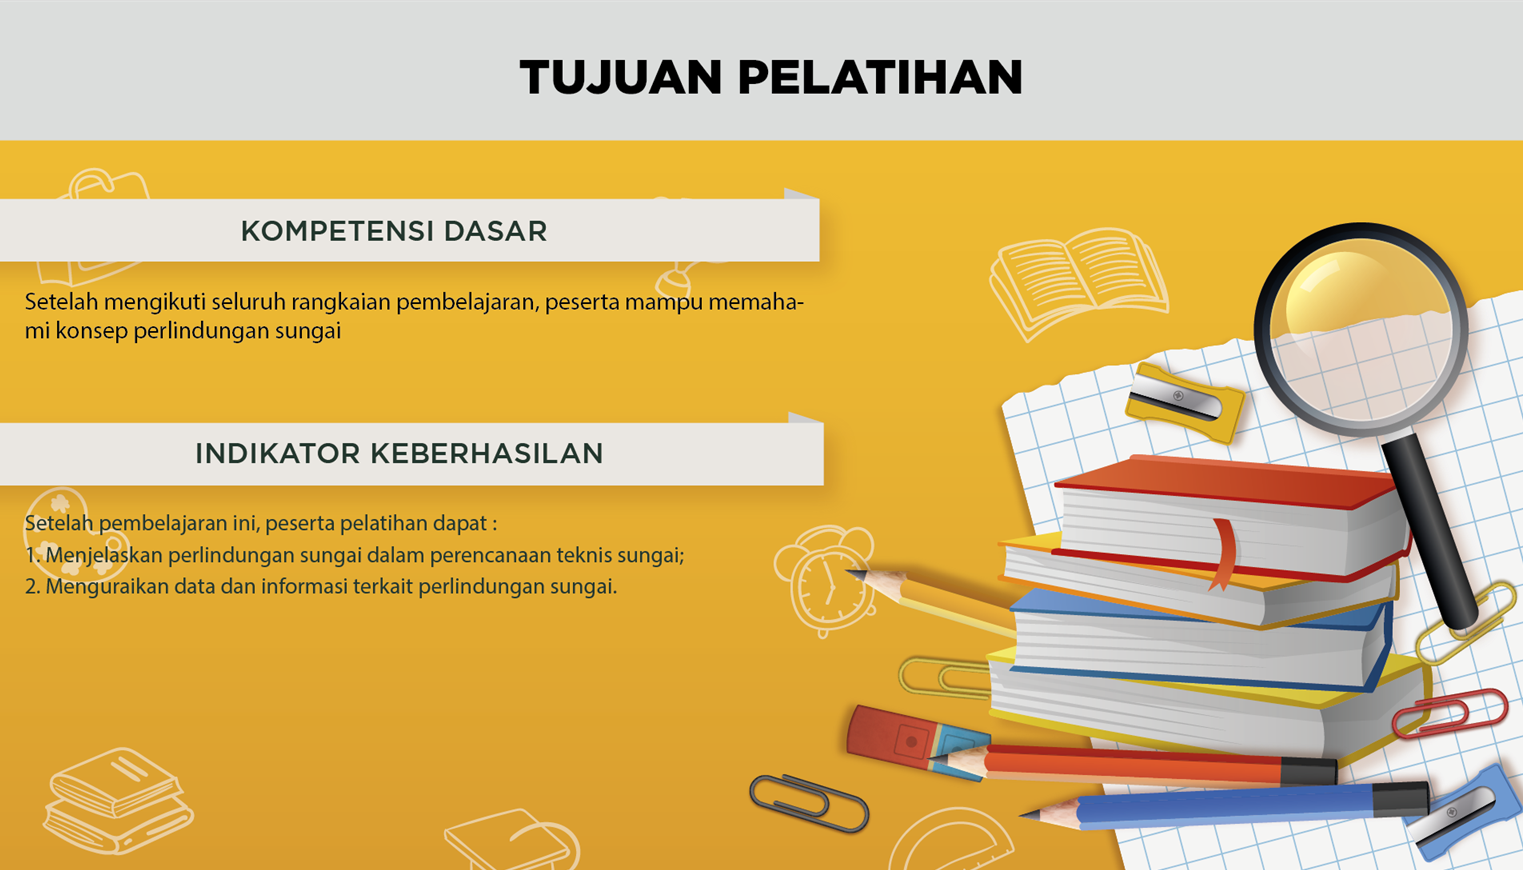 TUJUAN PELATIHAN
KOMPETENSI DASAR
Setelah mengikuti seluruh rangkaian pembelajaran, peserta mampu memaha-
mi konsep perlindungan sungai
INDIKATOR KEBERHASILAN
Setelah pembelajaran ini, peserta pelatihan dapat :
1. Menjelaskan perlindungan sungai dalam perencanaan teknis sungai;
2. Menguraikan data dan informasi terkait perlindungan sungai.